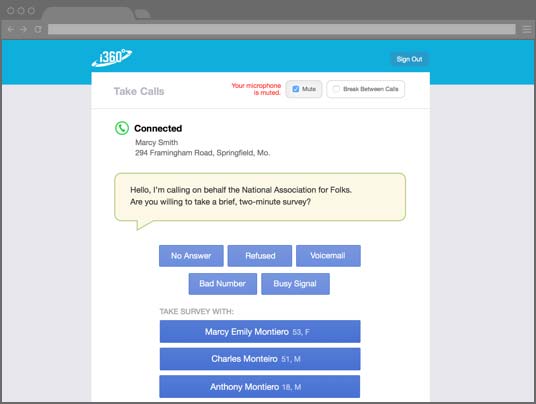 i360°
Sign Out
Take Calls
Your microphone
is muted.
Mute
Break Between Calls
Connected
Marcy Smith
294 Framingham Road, Springfield, Mo.
Hello, I'm calling on behalf the National Association for Folks.
Are you willing to take a brief, two-minute survey?
No Answer
Refused
Voicemail
Bad Number
Busy Signal
TAKE SURVEY WITH:
Marcy Emily Montiero 53, F
Charles Monteiro 51, M
Anthony Montiero 18, M